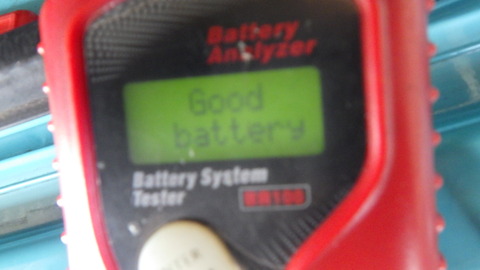 Battery
Analyzer
Good
battery
Battery System
Tester